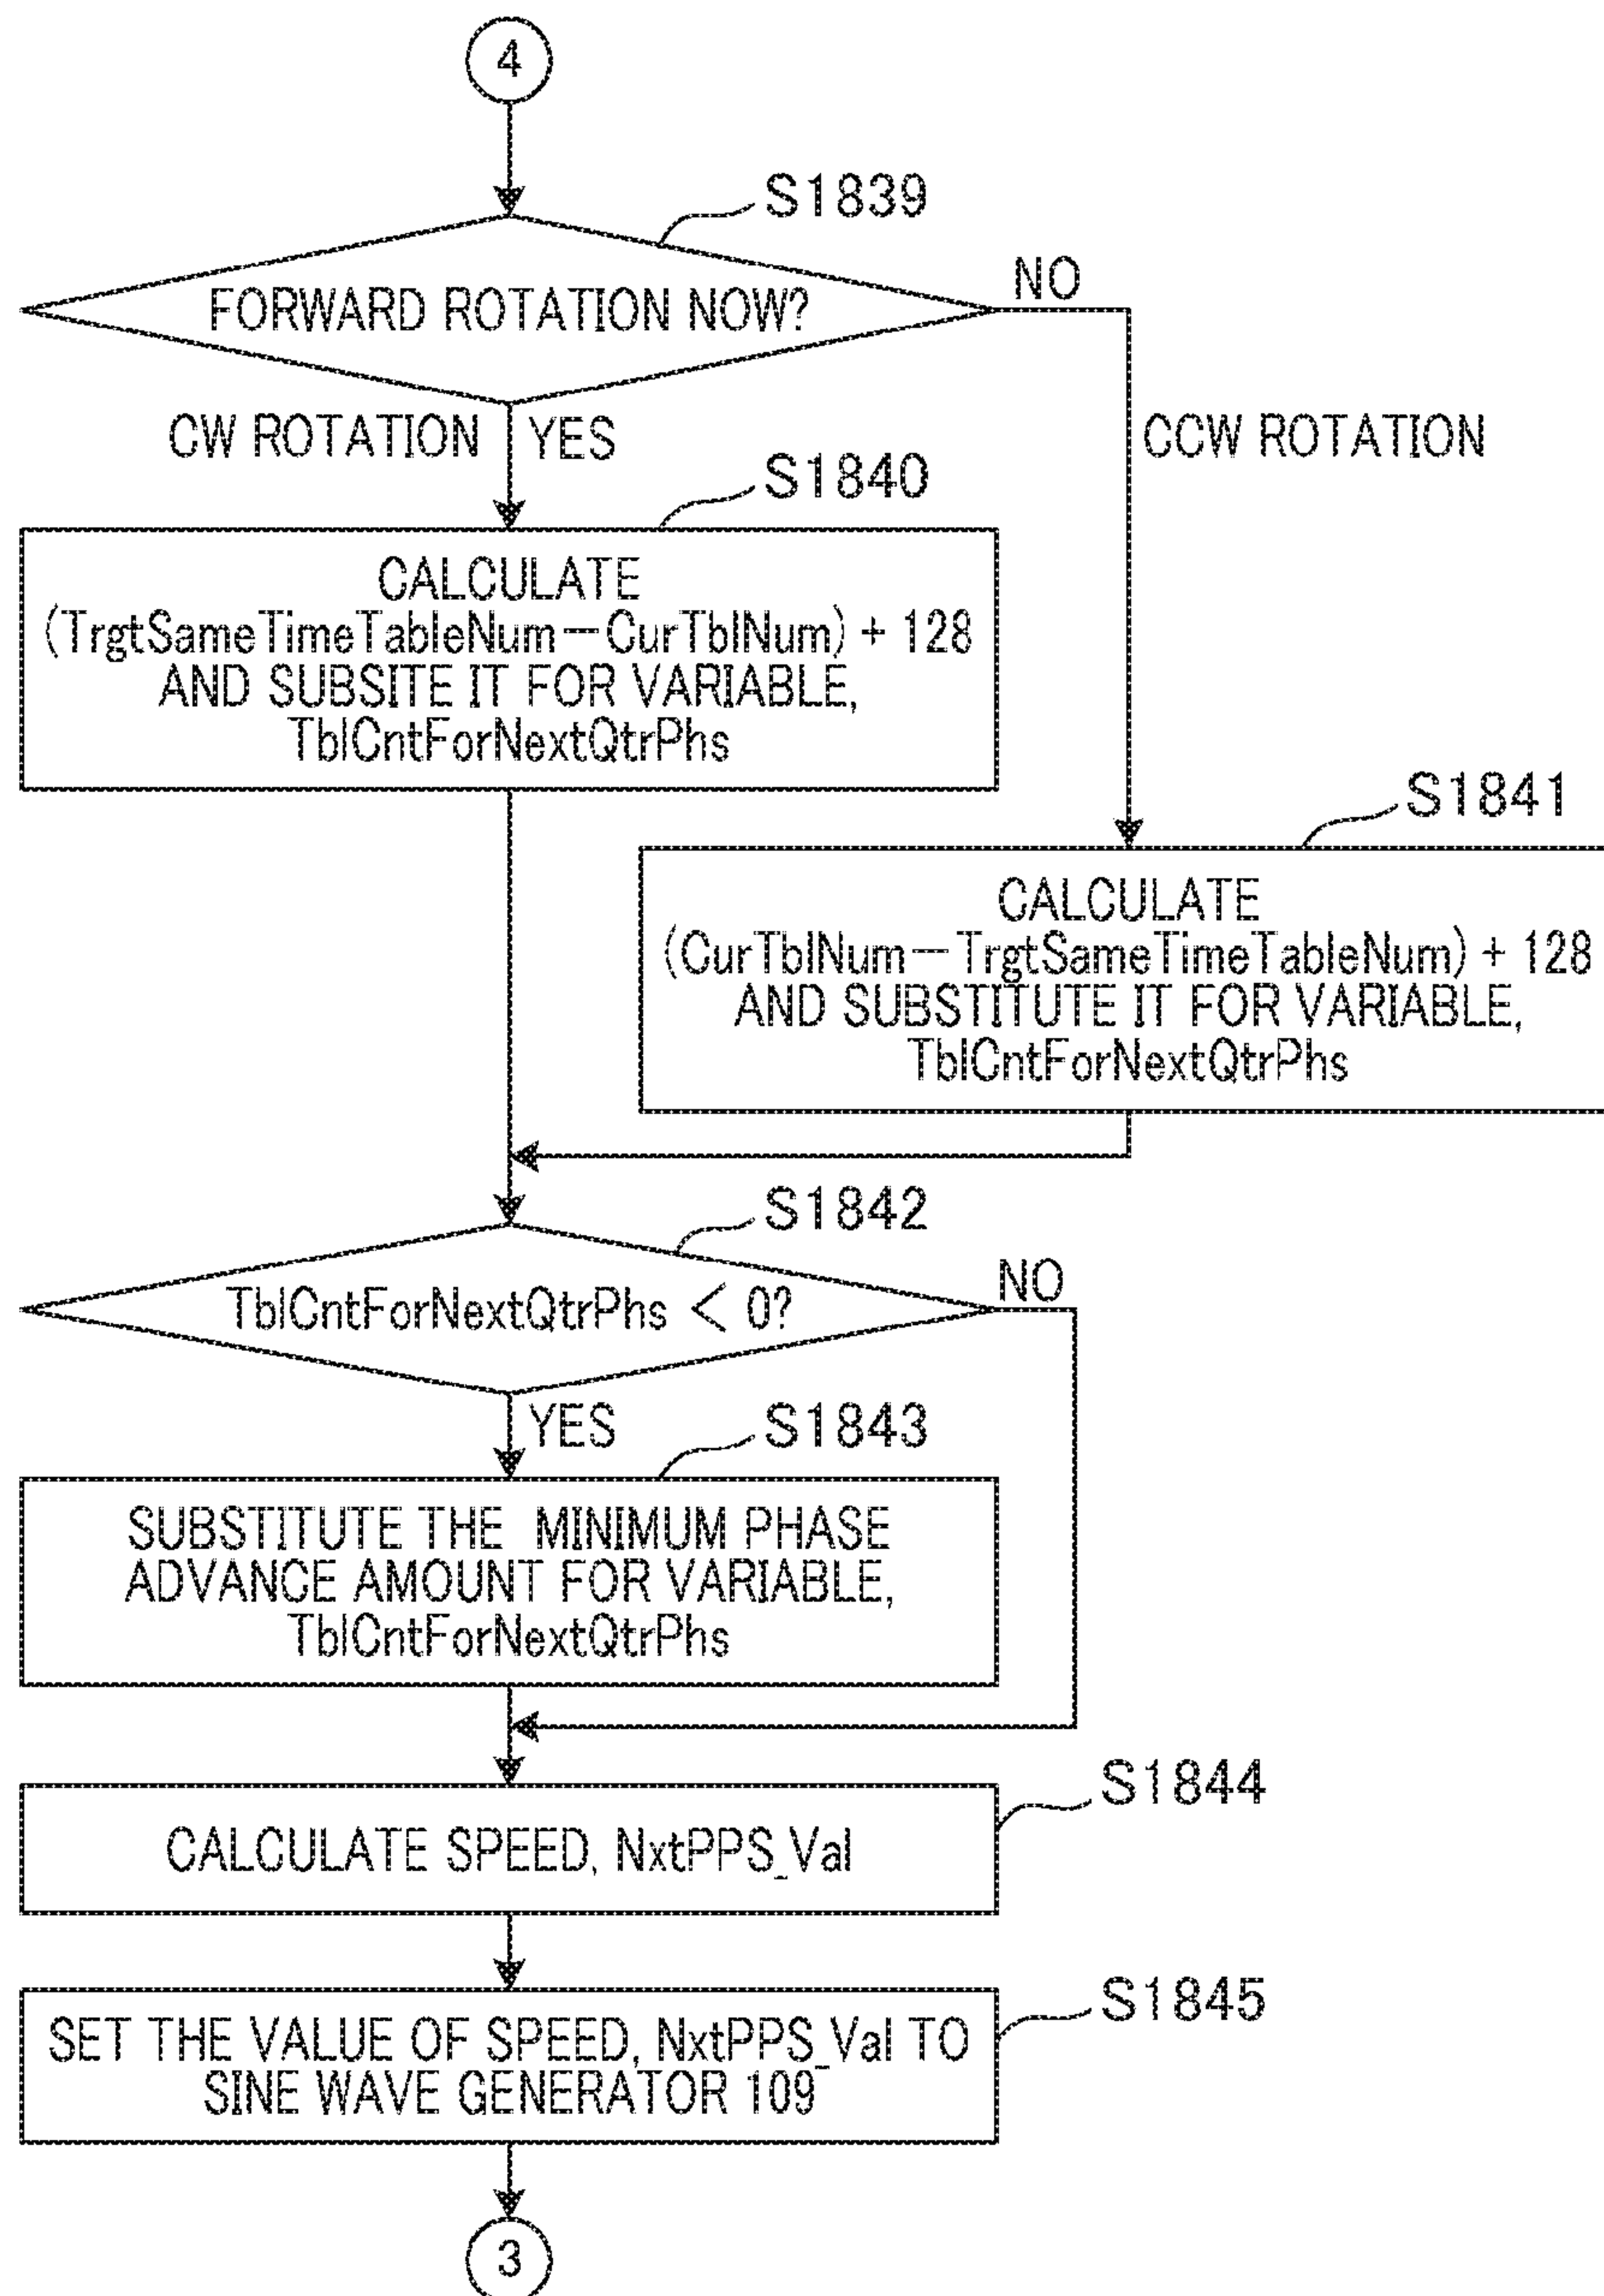 4
S1839
FORWARD ROTATION NOW?
NO
CW ROTATION
YES
CCW ROTATION
S1840
CALCULATE
(TrgtSameTimeTableNum－CurTblNum) + 128
AND SUBSITE IT FOR VARIABLE,
TblCntForNextQtrPhs
S1841
CALCULATE
(CurTblNum－TrgtSameTimeTableNum) + 128
AND SUBSTITUTE IT FOR VARIABLE,
TblCntForNextQtrPhs
S1842
TblCntForNextQtrPhs < 0?
NO
YES
S1843
SUBSTITUTE THE MINIMUM PHASE
ADVANCE AMOUNT FOR VARIABLE,
TblCntForNextQtrPhs
S1844
CALCULATE SPEED, NxtPPS_Val
S1845
SET THE VALUE OF SPEED, NxtPPS_Val TO
SINE WAVE GENERATOR 109
3